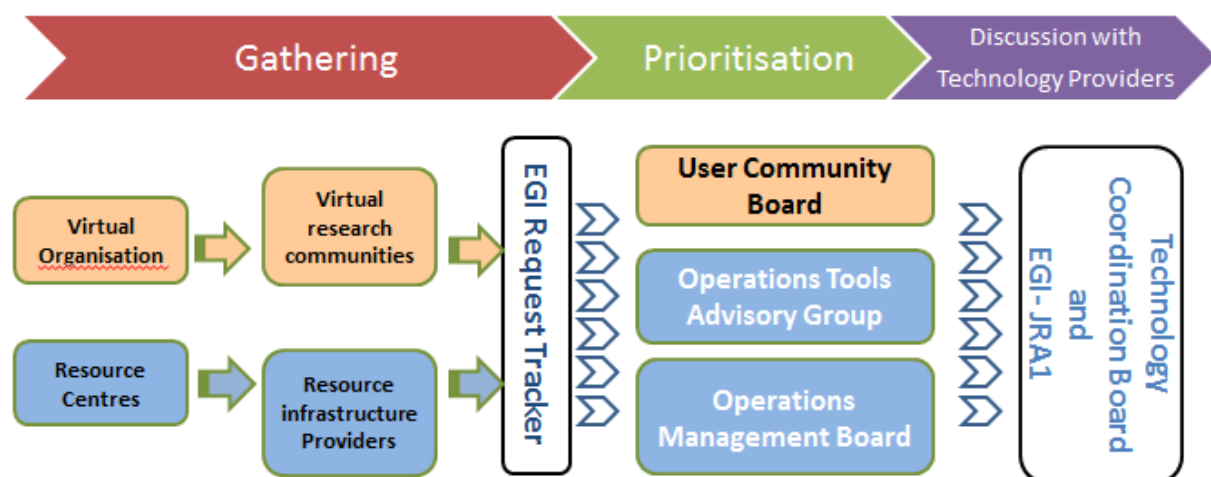 Gathering
Prioritisation
Discussion with
Technology Providers
Virtual
Organisation
Virtual
research
communities
Resource
Centres
Resource
infrastructure
Providers
EGI Request Tracker
User Community
Board
Operations Tools
Advisory Group
Operations
Management Board
Technology
Coordination Board
and
EGI-JRA1